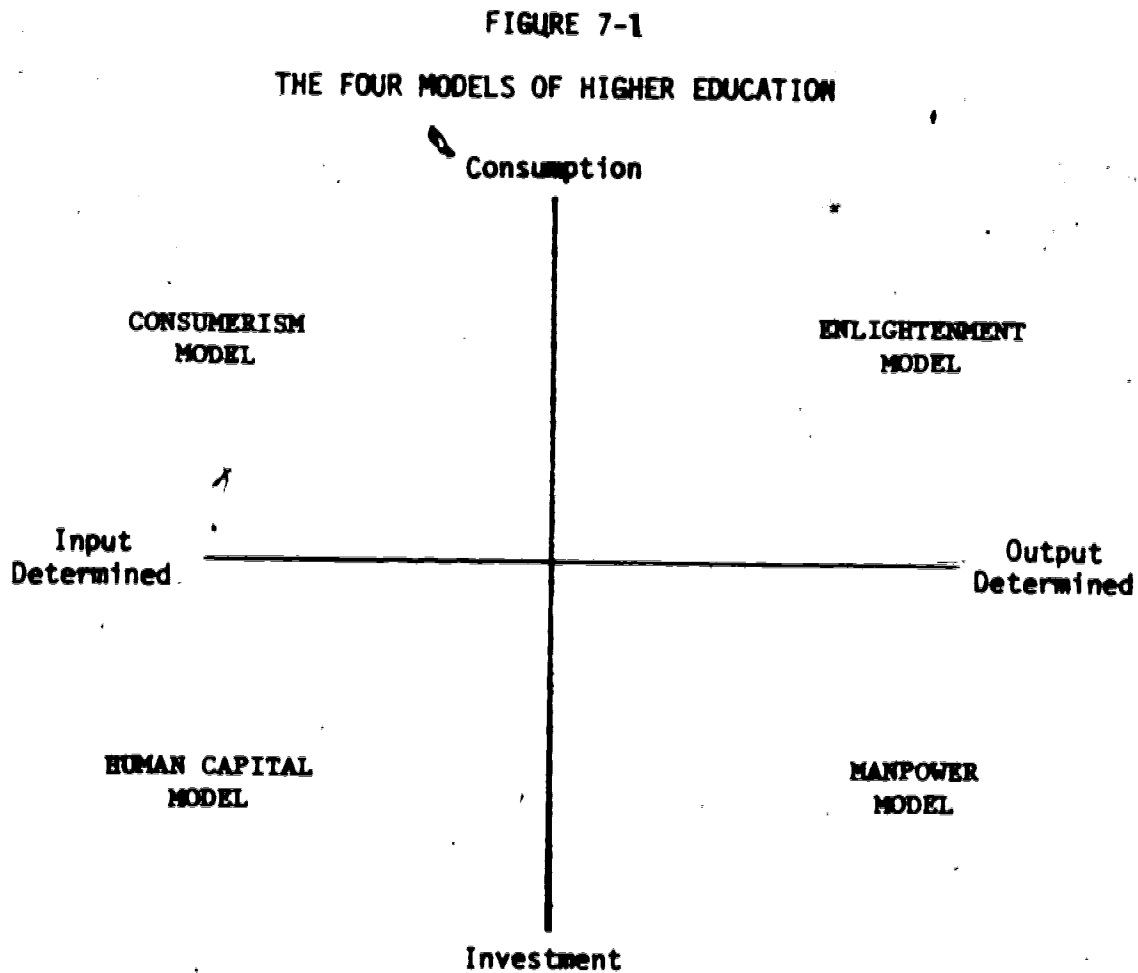 FIGURE 7-1
THE FOUR MODELS OF HIGHER EDUCATION
Consumption
CONSUMERISM
MODEL
ENLIGHTENMENT
MODEL
Input
Determined
Output
Determined
HUMAN CAPITAL
MODEL
MANPOWER
MODEL
Investment